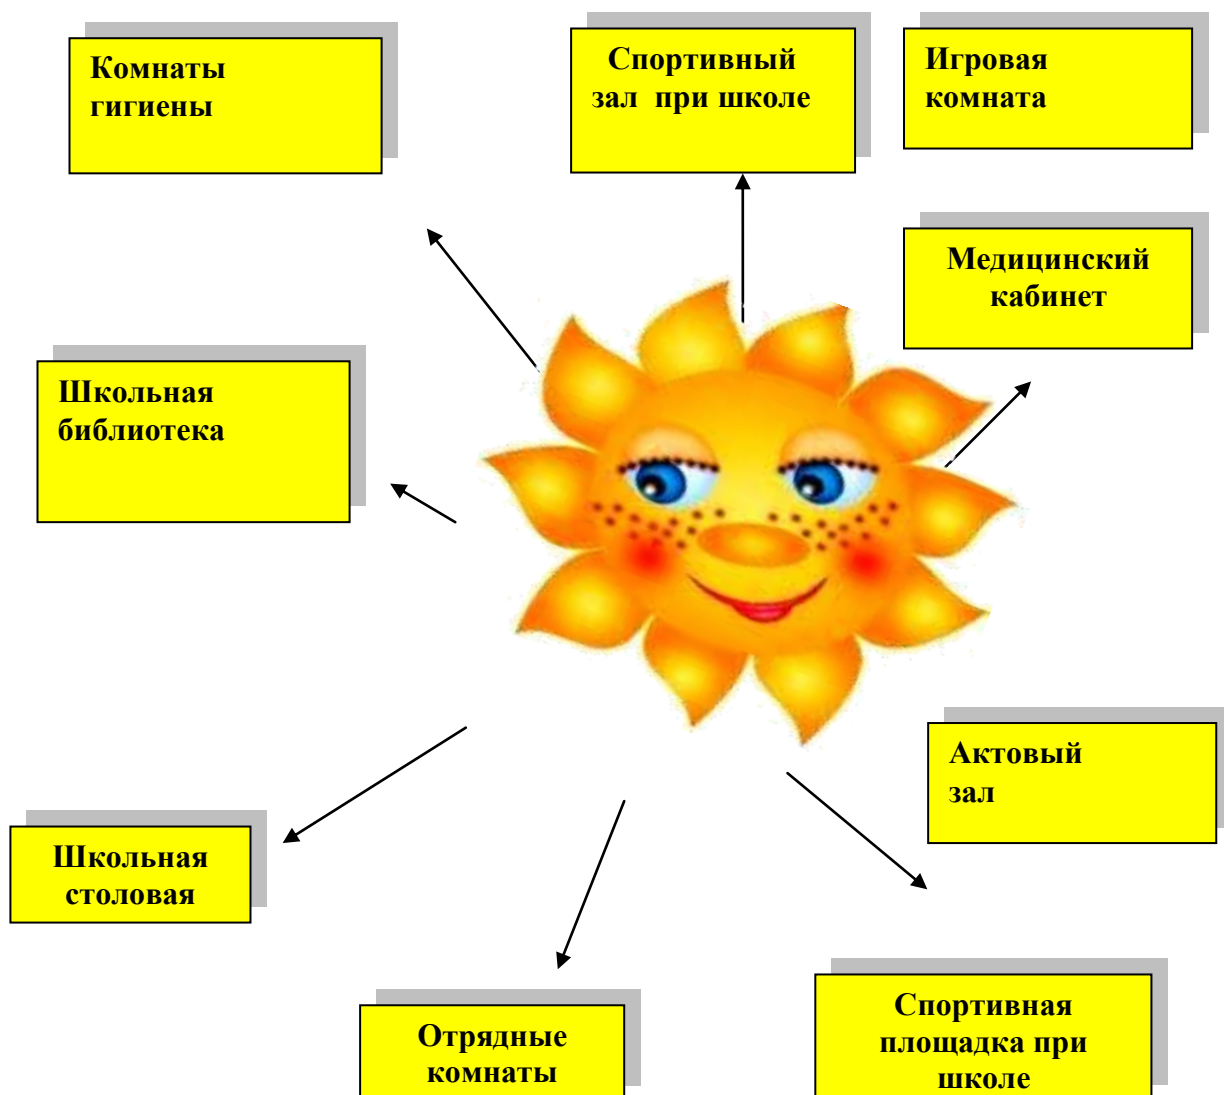 Комнаты
гигиены
Спортивный
зал при школе
Игровая
комната
Медицинский
кабинет
Школьная
библиотека
Актовый
зал
Школьная
столовая
Отрядные
комнаты
Спортивная
площадка при
школе